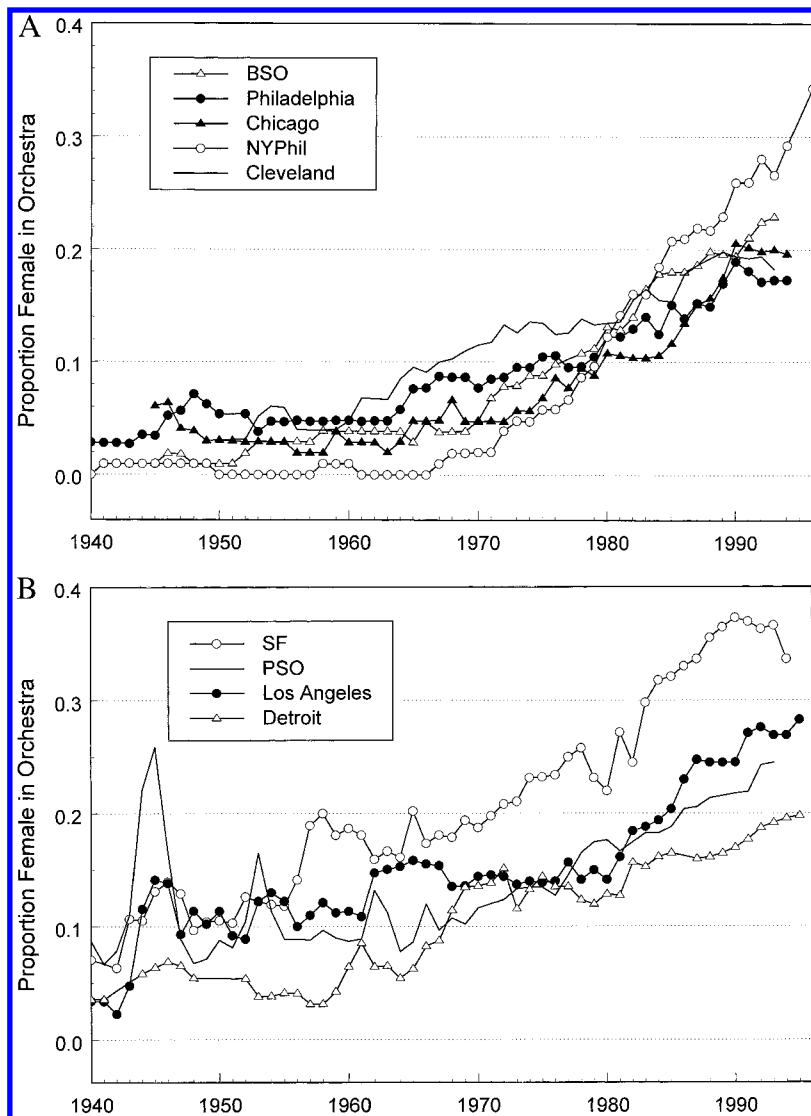 A
0.4
BSO
Philadelphia
Chicago
NYPhil
Cleveland
0.3
0.2
0.1
0.0
Proportion Female in Orchestra
1940 1950 1960 1970 1980 1990
B
0.4
SF
PSO
Los Angeles
Detroit
0.3
0.2
0.1
0.0
Proportion Female in Orchestra
1940 1950 1960 1970 1980 1990